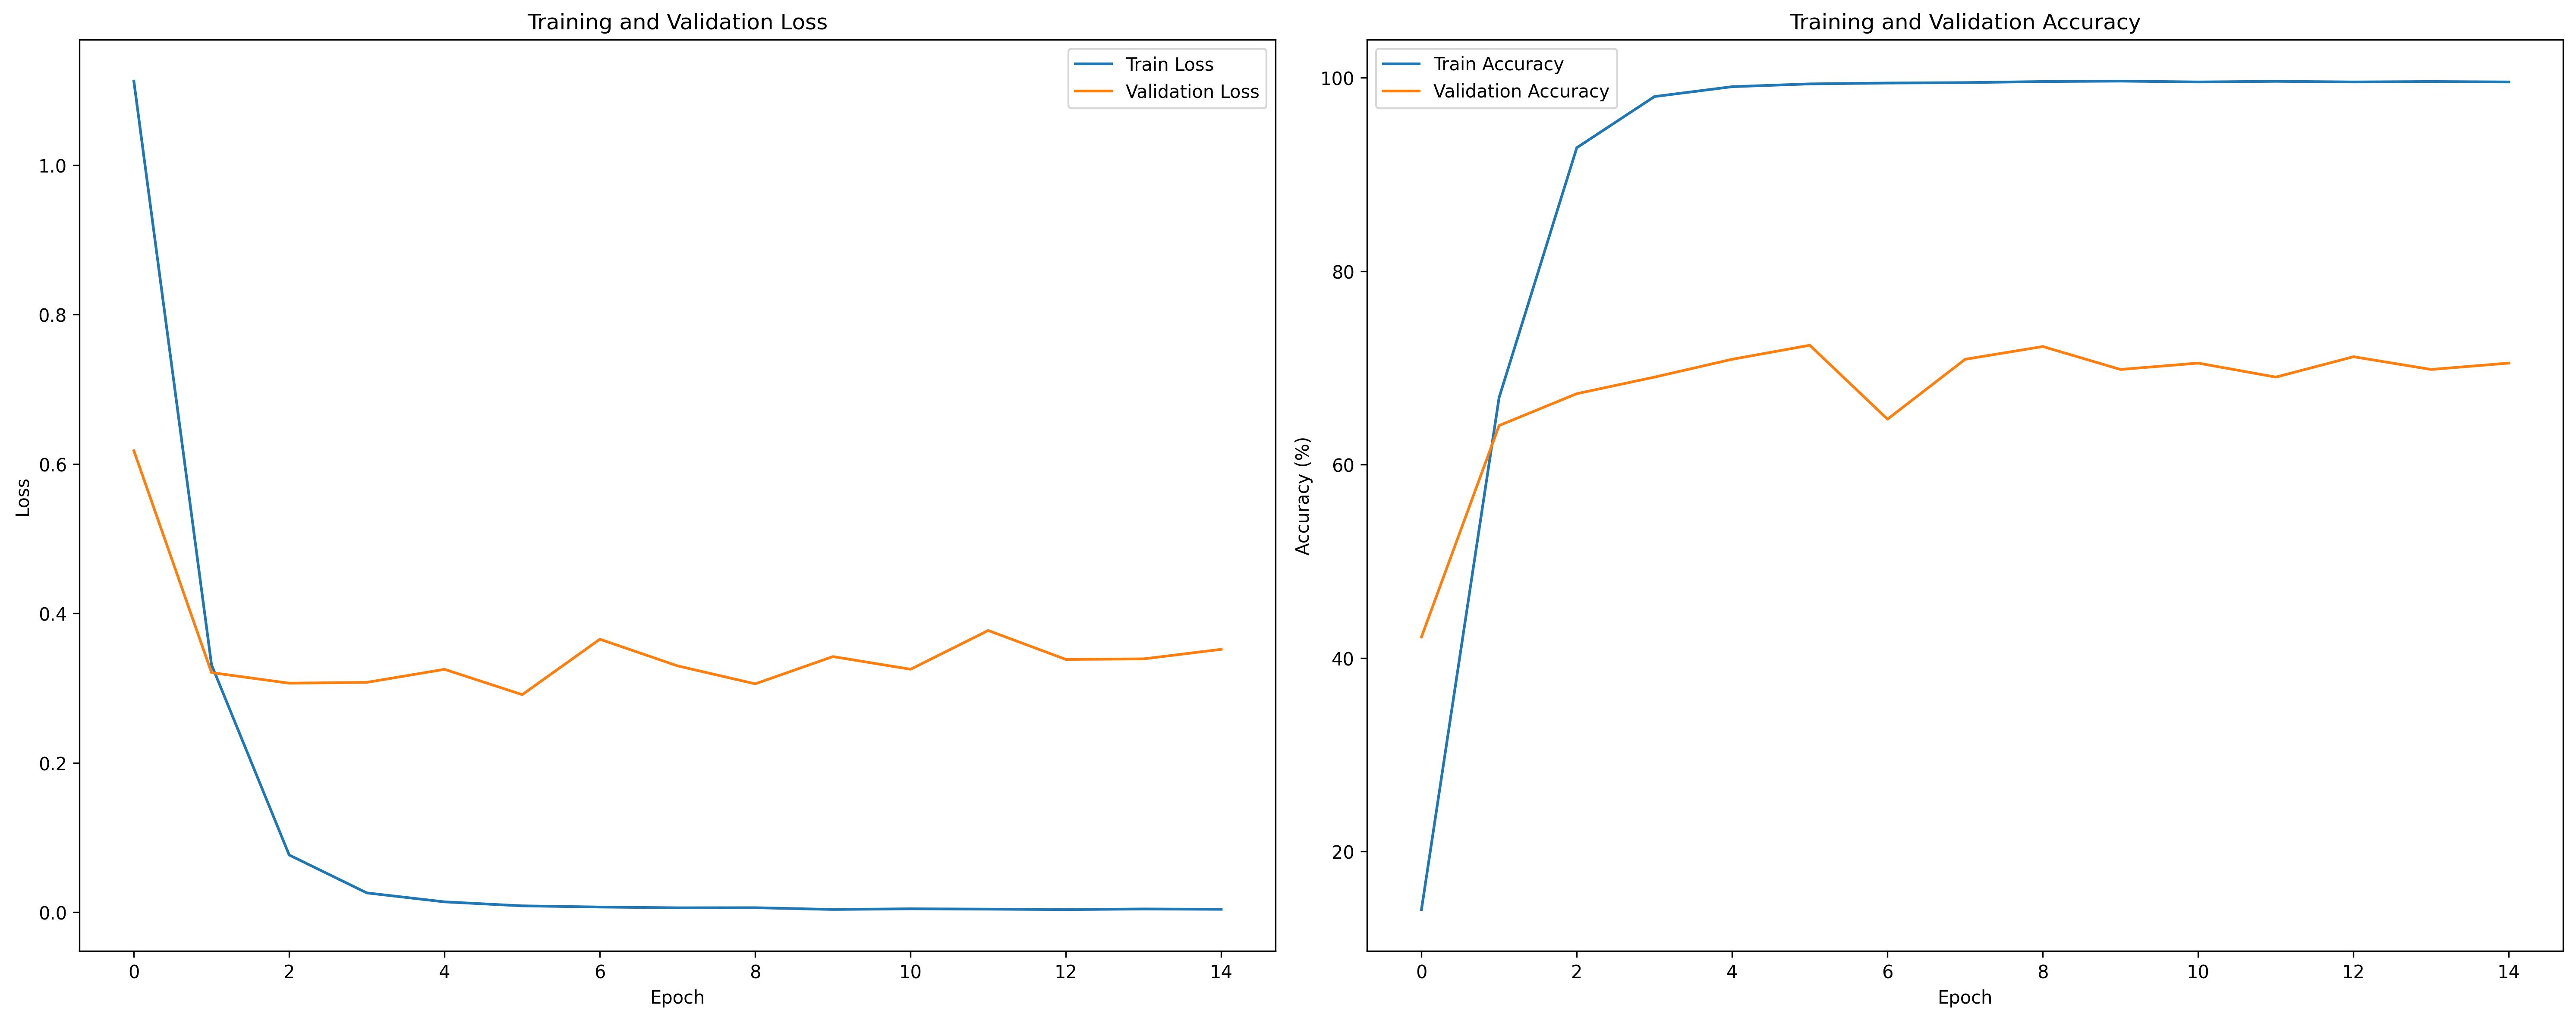 Training and Validation Loss
Train Loss
Validation Loss
1.0
0.8
0.6
0.4
0.2
0.0
Loss
0 2 4 6 8 10 12 14
Epoch
Training and Validation Accuracy
Train Accuracy
Validation Accuracy
100
80
60
40
20
Accuracy (%)
0 2 4 6 8 10 12 14
Epoch